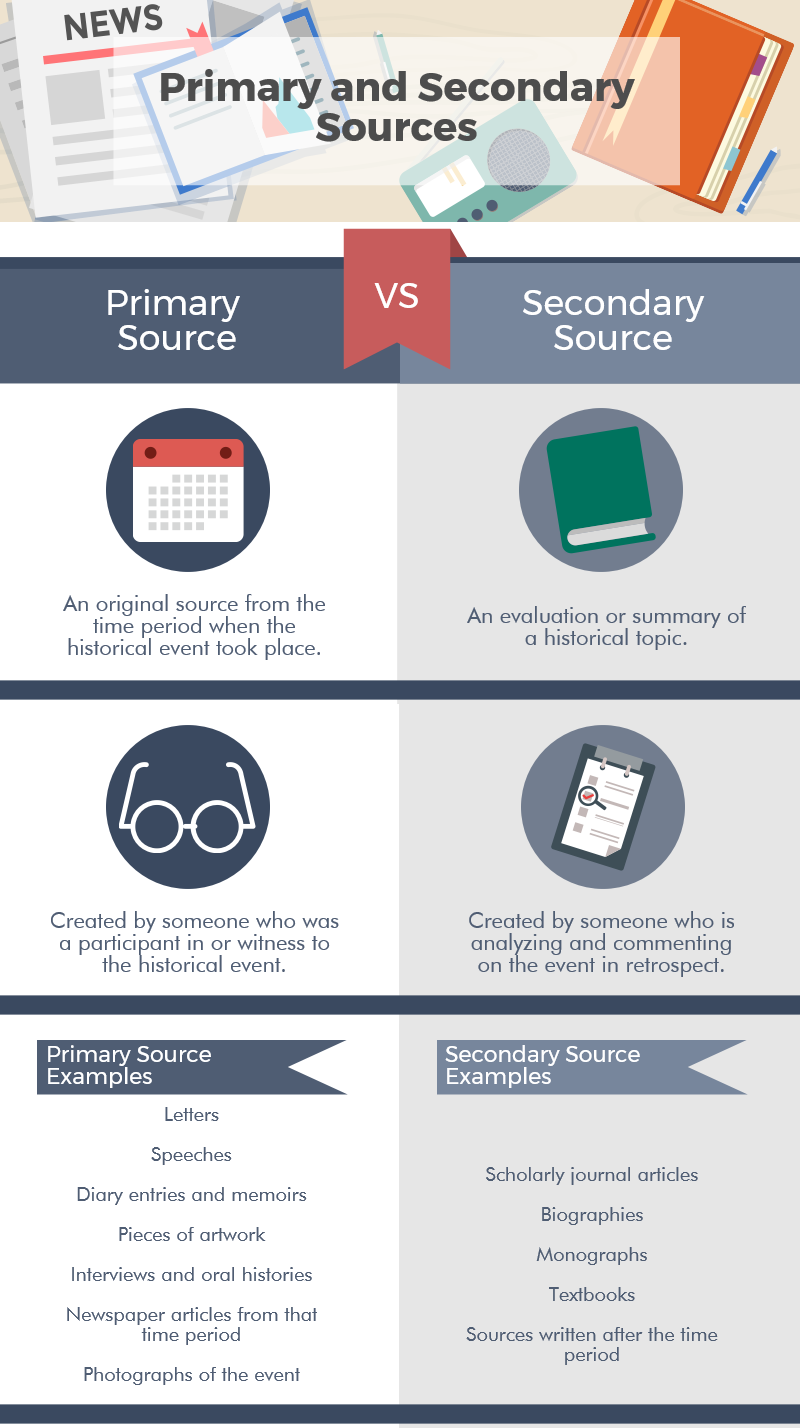 NEWS
Primary and Secondary
Sources
Primary
Source
VS
Secondary
Source
An original source from the
time period when the
historical event took place.
An evaluation or summary of
a historical topic.
Created by someone who was
a participant in or witness to
the historical event.
Created by someone who is
analyzing and commenting
on the event in retrospect.
Primary Source
Examples
Letters
Speeches
Diary entries and memoirs
Pieces of artwork
Interviews and oral histories
Newspaper articles from that
time period
Photographs of the event
Secondary Source
Examples
Scholarly journal articles
Biographies
Monographs
Textbooks
Sources written after the time
period